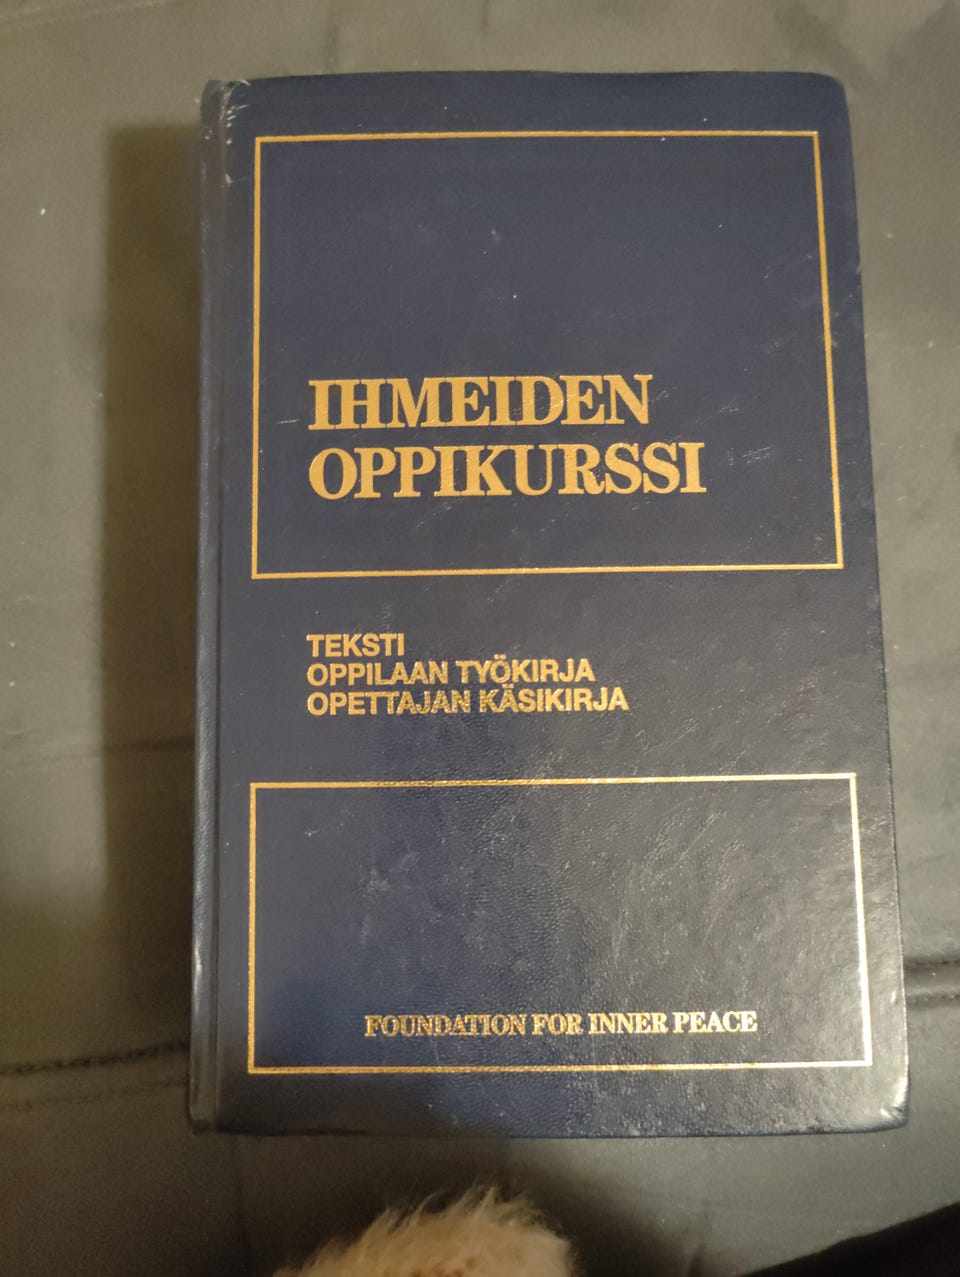 IHMEIDEN
OPPIKURSSI
TEKSTI
OPPILAAN TYÖKIRJA
OPETTAJAN KÄSIKIRJA
FOUNDATION FOR INNER PEACE